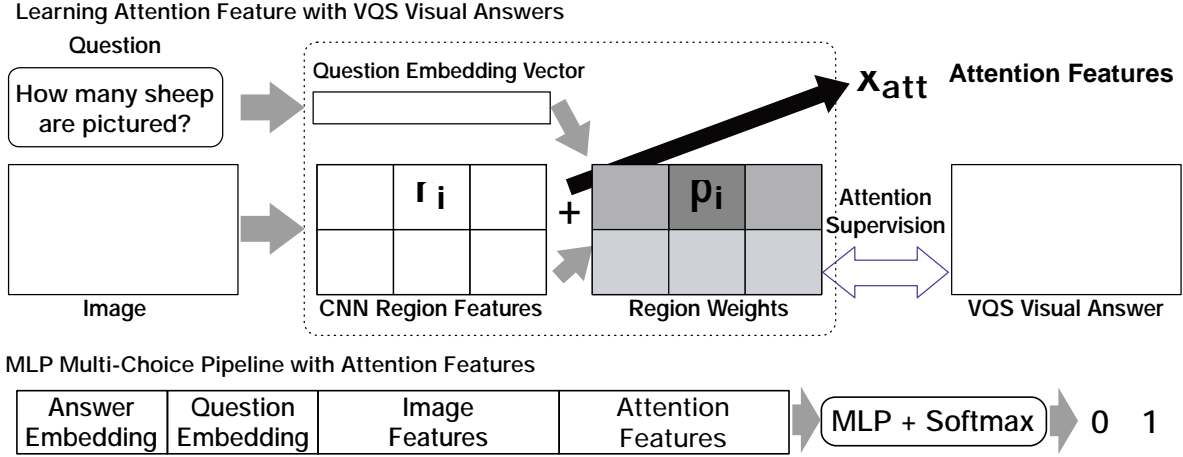 Learning Attention Feature with VQS Visual Answers
Question
How many sheep
are pictured?
Question Embedding Vector
x_att Attention Features
r_i
+
p_i
Attention
Supervision
Image
CNN Region Features
Region Weights
VQS Visual Answer
MLP Multi-Choice Pipeline with Attention Features
Answer
Embedding
Question
Embedding
Image
Features
Attention
Features
MLP + Softmax
0 1